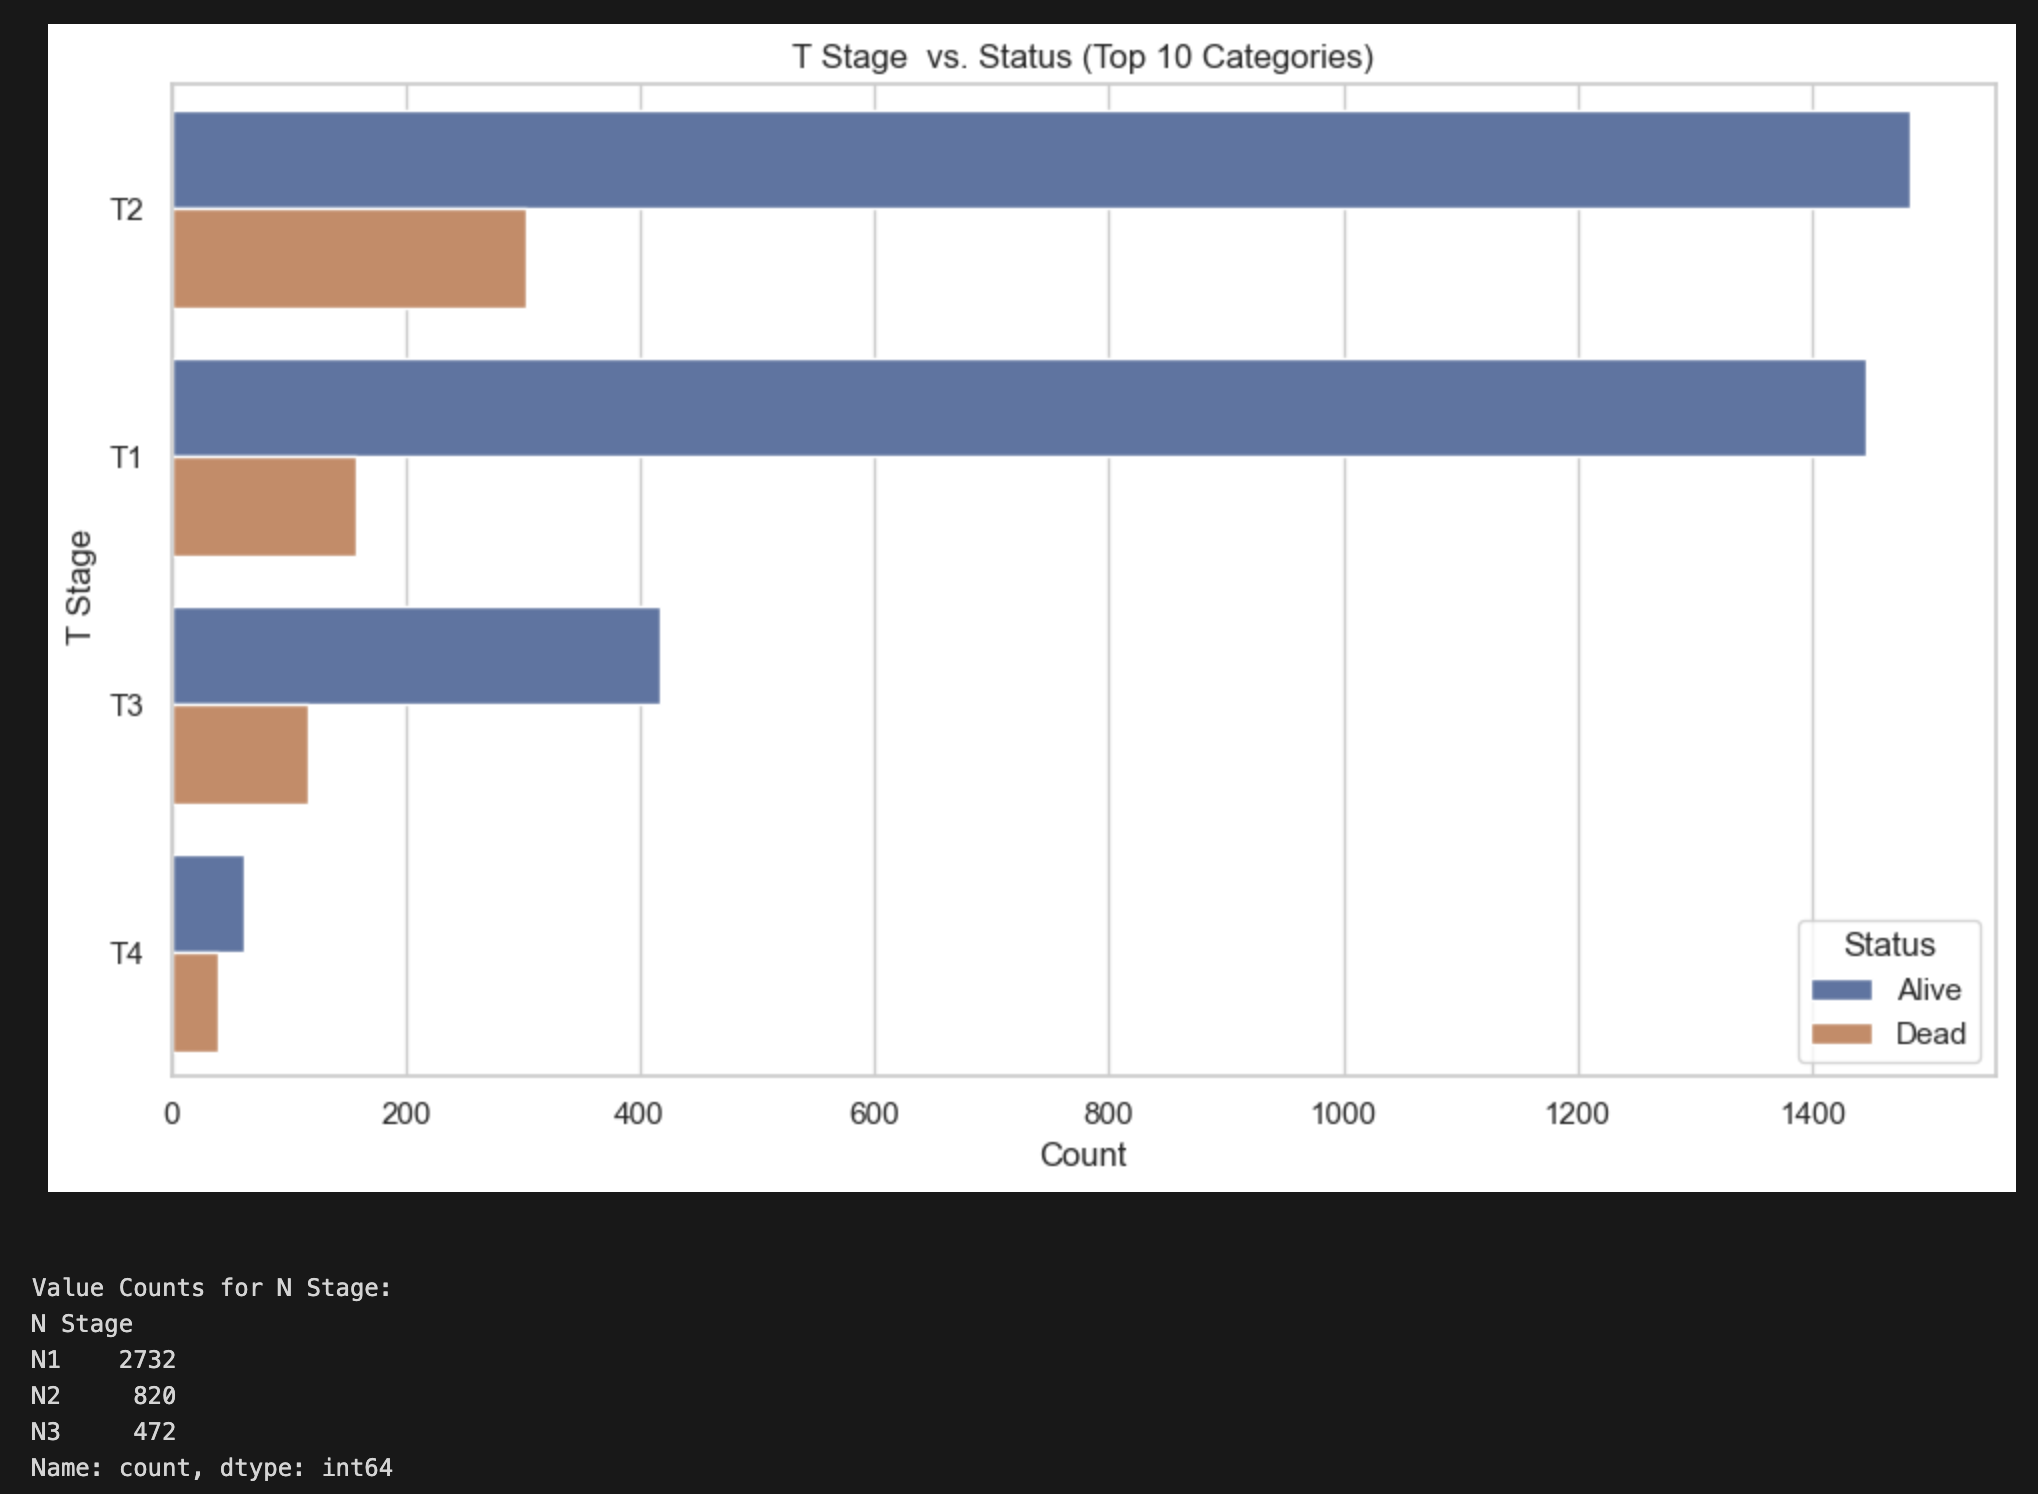 T Stage  vs. Status (Top 10 Categories)
T Stage
T2
T1
T3
T4
Status
Alive
Dead
0 200 400 600 800 1000 1200 1400
Count
Value Counts for N Stage:
N Stage
N1    2732
N2     820
N3     472
Name: count, dtype: int64